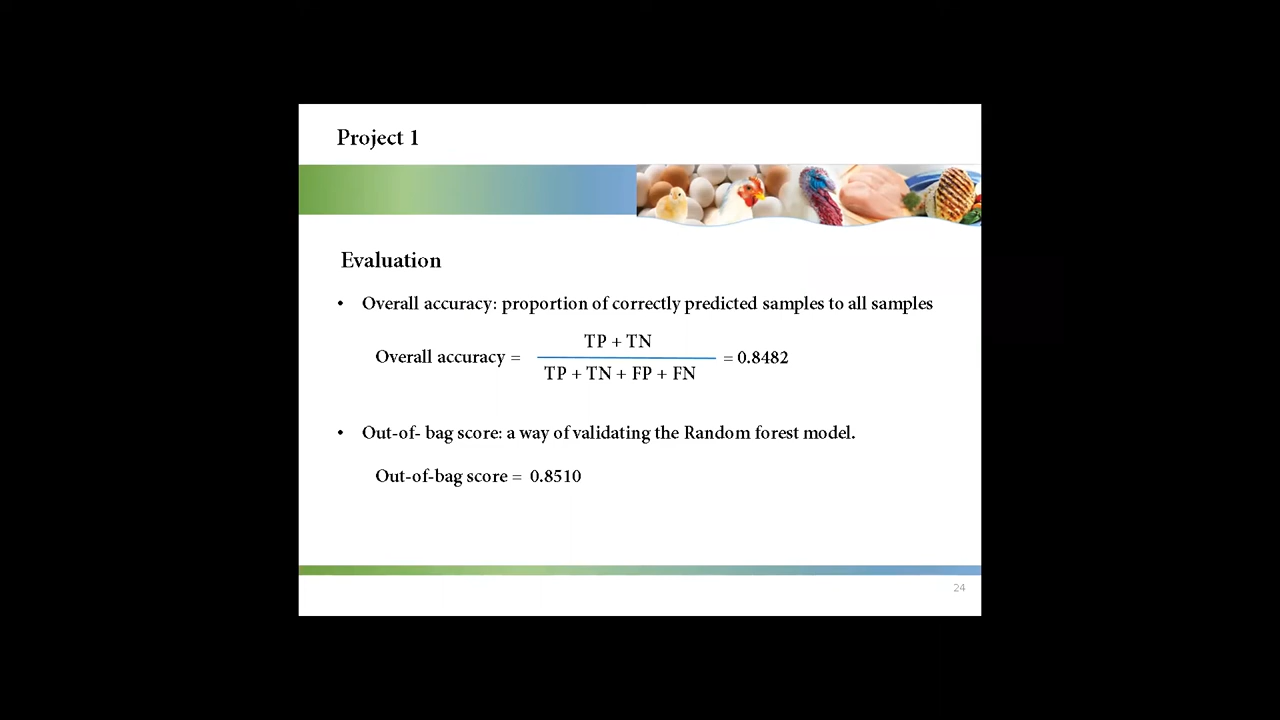 Project 1
Evaluation
• Overall accuracy: proportion of correctly predicted samples to all samples
TP + TN
Overall accuracy = = 0.8482
TP + TN + FP + FN
• Out-of- bag score: a way of validating the Random forest model.
Out-of-bag score = 0.8510
24